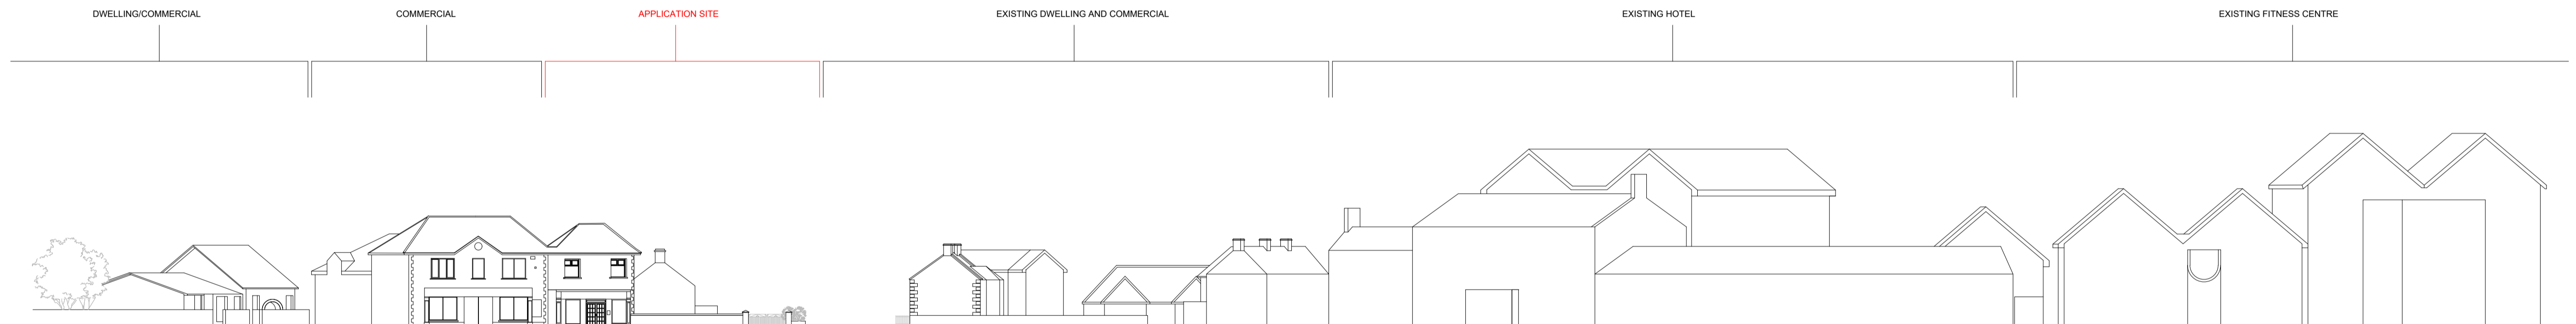 DWELLING/COMMERCIAL
COMMERCIAL
APPLICATION SITE
EXISTING DWELLING AND COMMERCIAL
EXISTING HOTEL
EXISTING FITNESS CENTRE